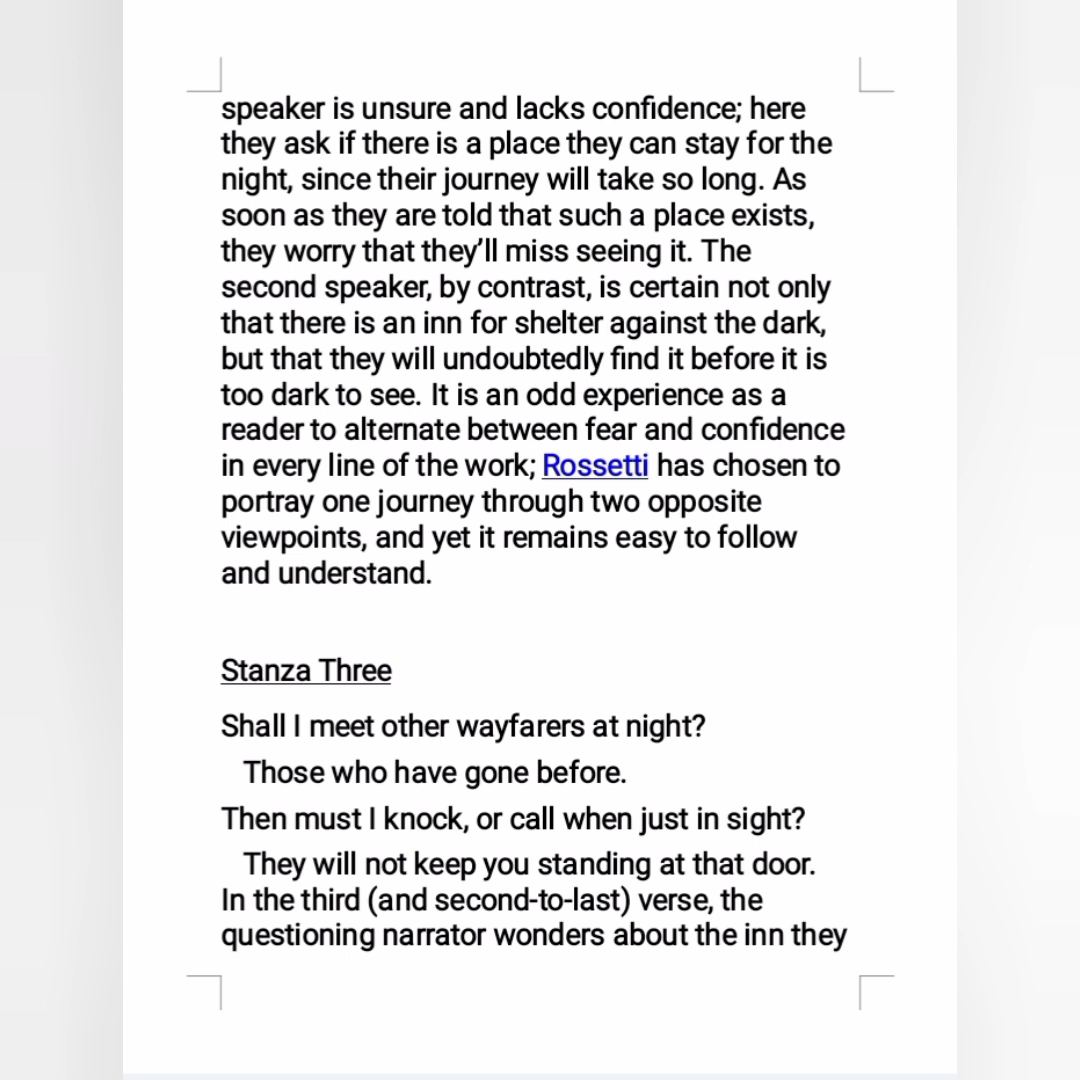 speaker is unsure and lacks confidence; here
they ask if there is a place they can stay for the
night, since their journey will take so long. As
soon as they are told that such a place exists,
they worry that they’ll miss seeing it. The
second speaker, by contrast, is certain not only
that there is an inn for shelter against the dark,
but that they will undoubtedly find it before it is
too dark to see. It is an odd experience as a
reader to alternate between fear and confidence
in every line of the work; Rossetti has chosen to
portray one journey through two opposite
viewpoints, and yet it remains easy to follow
and understand.
Stanza Three
Shall I meet other wayfarers at night?
Those who have gone before.
Then must I knock, or call when just in sight?
They will not keep you standing at that door.
In the third (and second-to-last) verse, the
questioning narrator wonders about the inn they